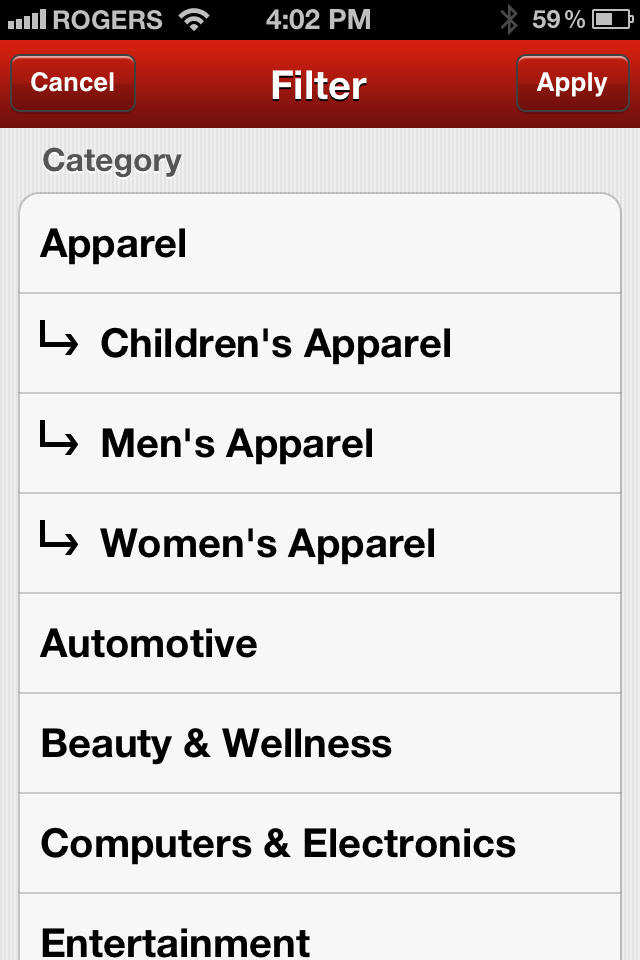 ROGERS 4:02 PM 59%
Cancel Filter Apply
Category
Apparel
Children's Apparel
Men's Apparel
Women's Apparel
Automotive
Beauty & Wellness
Computers & Electronics
Entertainment